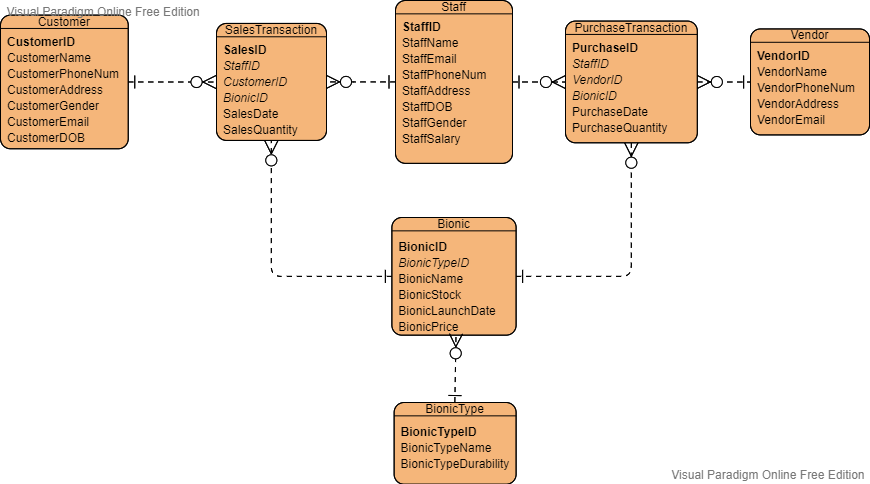 Visual Paradigm Online Free Edition
Customer
CustomerID
CustomerName
CustomerPhoneNum
CustomerAddress
CustomerGender
CustomerEmail
CustomerDOB
SalesTransaction
SalesID
StaffID
CustomerID
BionicID
SalesDate
SalesQuantity
Staff
StaffID
StaffName
StaffEmail
StaffPhoneNum
StaffAddress
StaffDOB
StaffGender
StaffSalary
PurchaseTransaction
PurchaseID
StaffID
VendorID
BionicID
PurchaseDate
PurchaseQuantity
Vendor
VendorID
VendorName
VendorPhoneNum
VendorAddress
VendorEmail
Bionic
BionicID
BionicTypeID
BionicName
BionicStock
BionicLaunchDate
BionicPrice
BionicType
BionicTypeID
BionicTypeName
BionicTypeDurability
Visual Paradigm Online Free Edition